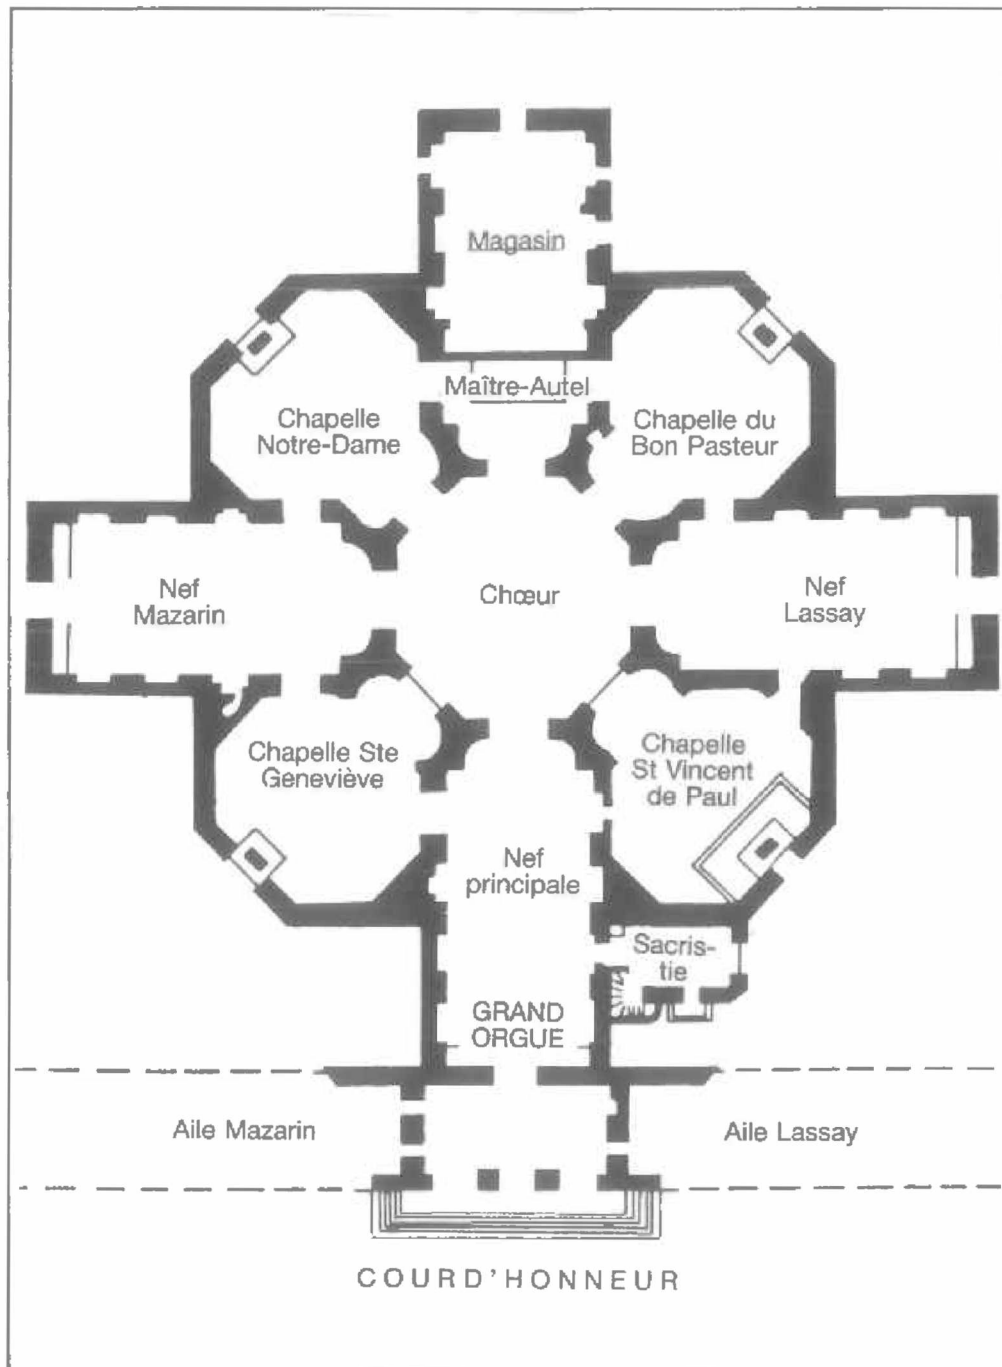 Magasin
Maître-Autel
Chapelle
Notre-Dame
Chapelle du
Bon Pasteur
Nef
Mazarin
Chœur
Nef
Lassay
Chapelle Ste
Geneviève
Chapelle
St Vincent
de Paul
Nef
principale
Sacris-
tie
GRAND
ORGUE
Aile Mazarin
Aile Lassay
COURD'HONNEUR